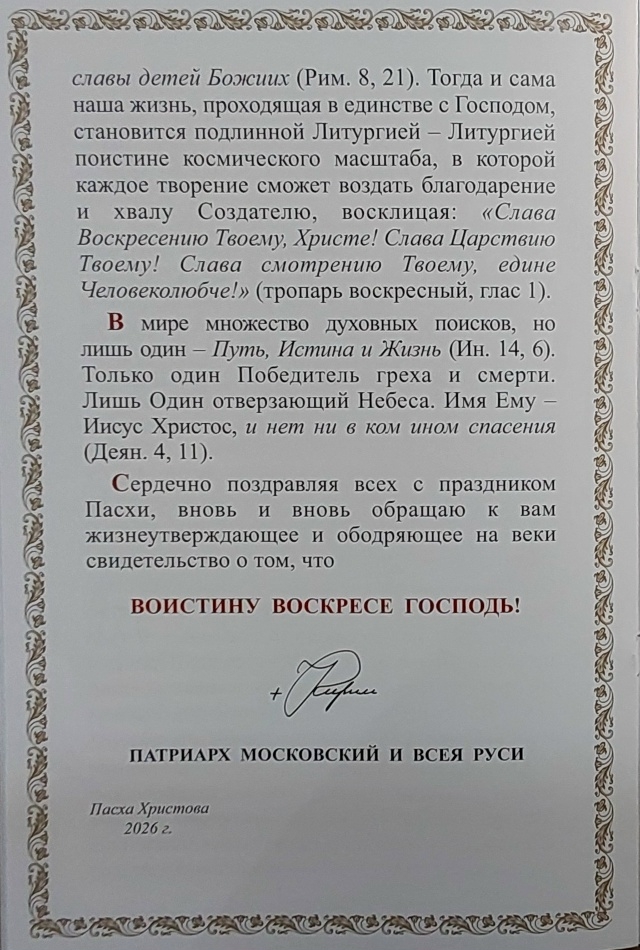 славы детей Божиих (Рим. 8, 21). Тогда и сама
наша жизнь, проходящая в единстве с Господом,
становится подлинной Литургией – Литургией
поистине космического масштаба, в которой
каждое творение сможет воздать благодарение
и хвалу Создателю, восклицая: «Слава
Воскресению Твоему, Христе! Слава Царствию
Твоему! Слава смотрению Твоему, едине
Человеколюбче!» (тропарь воскресный, глас 1).
В мире множество духовных поисков, но
лишь один – Путь, Истина и Жизнь (Ин. 14, 6).
Только один Победитель греха и смерти.
Лишь Один отверзающий Небеса. Имя Ему –
Иисус Христос, и нет ни в ком ином спасения
(Деян. 4, 11).
Сердечно поздравляя всех с праздником
Пасхи, вновь и вновь обращаю к вам
жизнеутверждающее и ободряющее на веки
свидетельство о том, что
ВОИСТИНУ ВОСКРЕСЕ ГОСПОДЬ!
+ Кирилл
ПАТРИАРХ МОСКОВСКИЙ И ВСЕЯ РУСИ
Пасха Христова
2026 г.